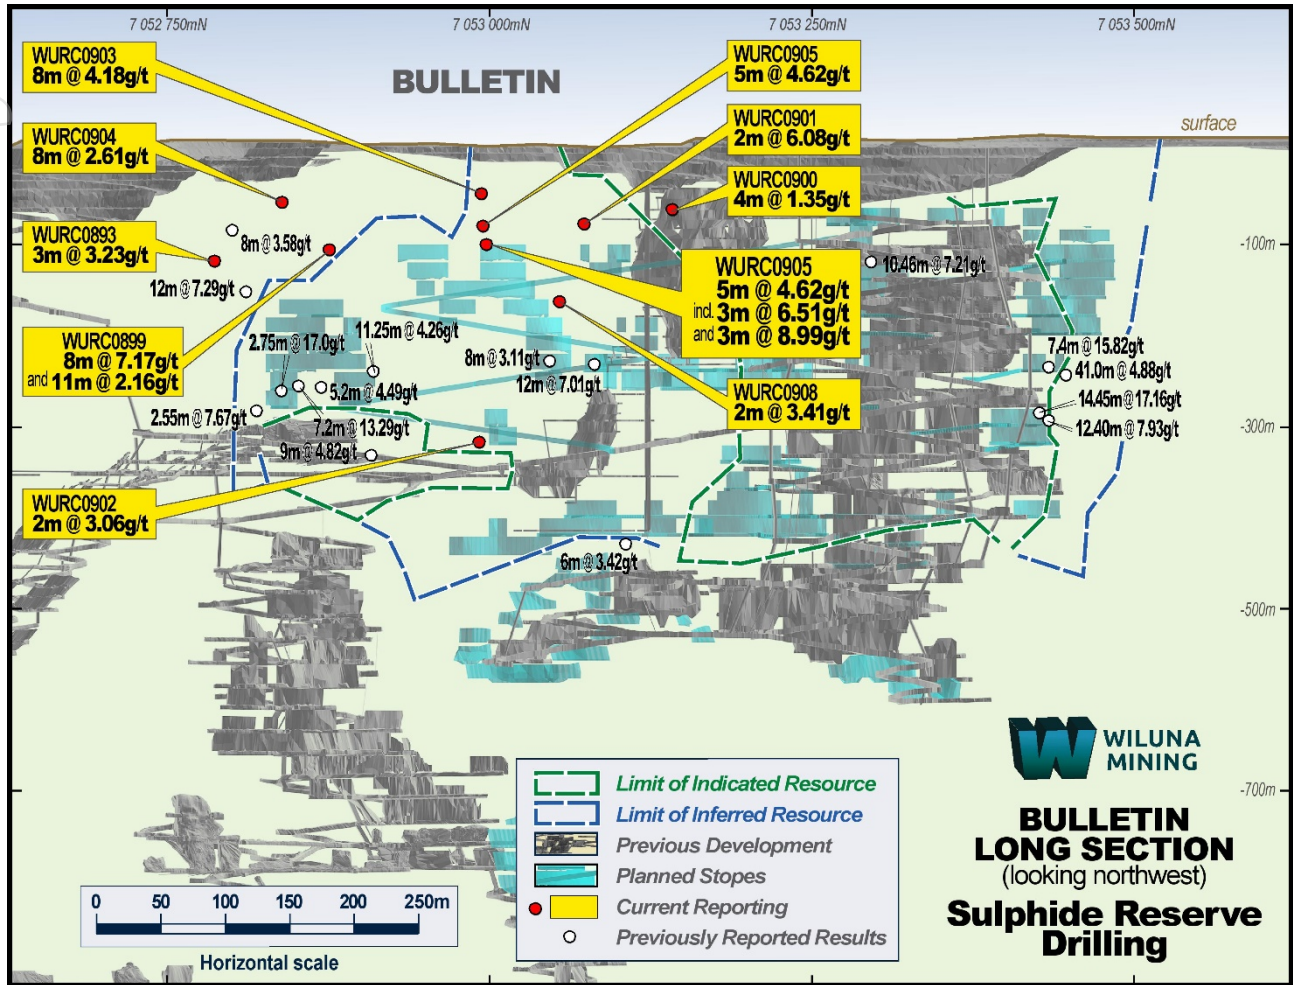 7 052 750mN
7 053 000mN
7 053 250mN
7 053 500mN
BULLETIN
surface
WURC0903
8m @ 4.18g/t
WURC0904
8m @ 2.61g/t
WURC0893
3m @ 3.23g/t
WURC0899
8m @ 7.17g/t
and 11m @ 2.16g/t
WURC0902
2m @ 3.06g/t
WURC0905
5m @ 4.62g/t
WURC0901
2m @ 6.08g/t
WURC0900
4m @ 1.35g/t
WURC0905
5m @ 4.62g/t
incl. 3m @ 6.51g/t
and 3m @ 8.99g/t
WURC0908
2m @ 3.41g/t
8m @ 3.58g/t
12m @ 7.29g/t
2.75m @ 17.0g/t
11.25m @ 4.26g/t
5.2m @ 4.49g/t
2.55m @ 7.67g/t
7.2m @ 13.29g/t
9m @ 4.82g/t
8m @ 3.11g/t
12m @ 7.01g/t
6m @ 3.42g/t
10.46m @ 7.21g/t
7.4m @ 15.82g/t
41.0m @ 4.88g/t
14.45m @ 17.16g/t
12.40m @ 7.93g/t
-100m
-300m
-500m
-700m
WILUNA
MINING
BULLETIN
LONG SECTION
(looking northwest)
Sulphide Reserve
Drilling
Limit of Indicated Resource
Limit of Inferred Resource
Previous Development
Planned Stopes
Current Reporting
Previously Reported Results
0 50 100 150 200 250m
Horizontal scale